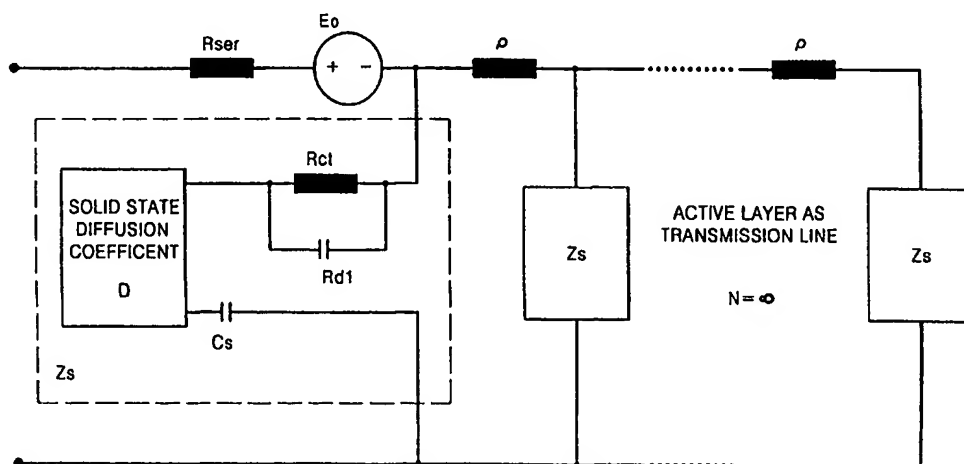 Eo
Rser
+ -
ρ
ρ
Rct
SOLID STATE
DIFFUSION
COEFFICENT
D
Rd1
Cs
Zs
Zs
ACTIVE LAYER AS
TRANSMISSION LINE
N=∞
Zs